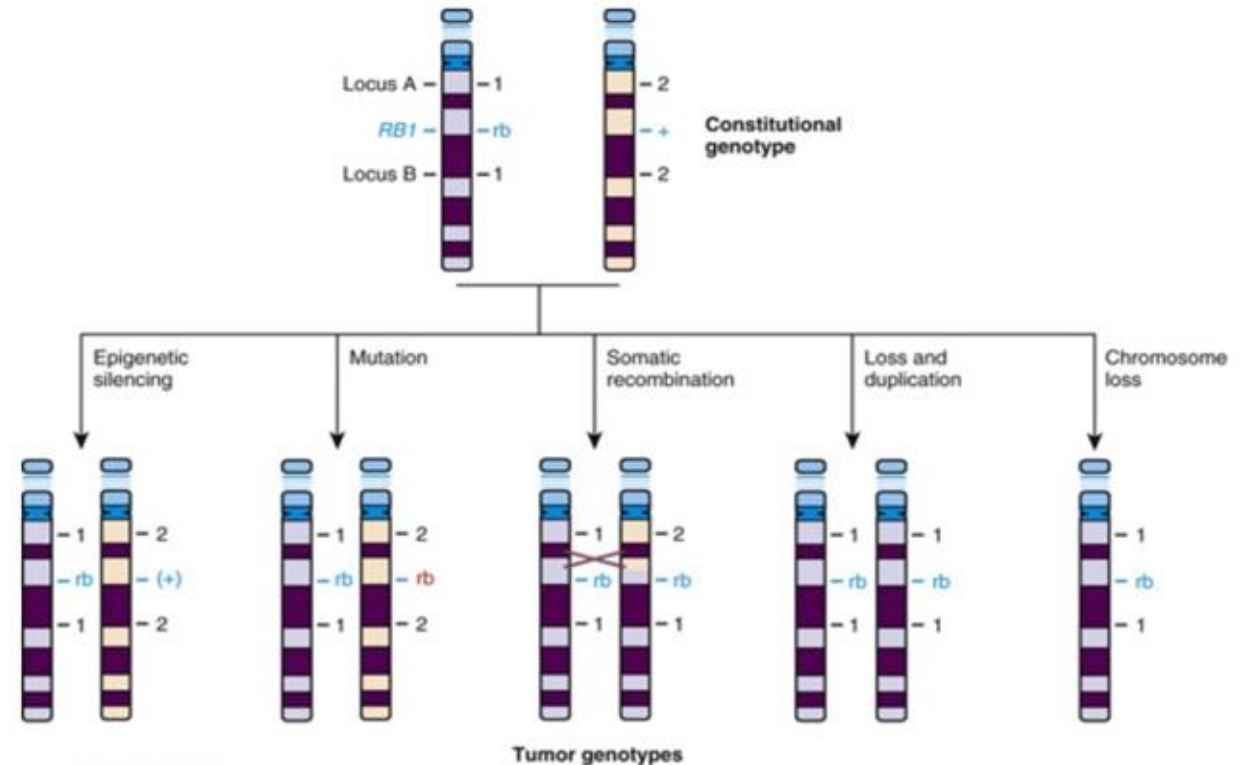 Locus A 1 2
RB1 rb + Constitutional
genotype
Locus B 1 2
Epigenetic
silencing
Mutation
Somatic
recombination
Loss and
duplication
Chromosome
loss
1 2 1 2 1 2 1 1 1
rb (+) rb rb rb rb rb rb rb
1 2 1 2 1 1 1 1 1
Tumor genotypes